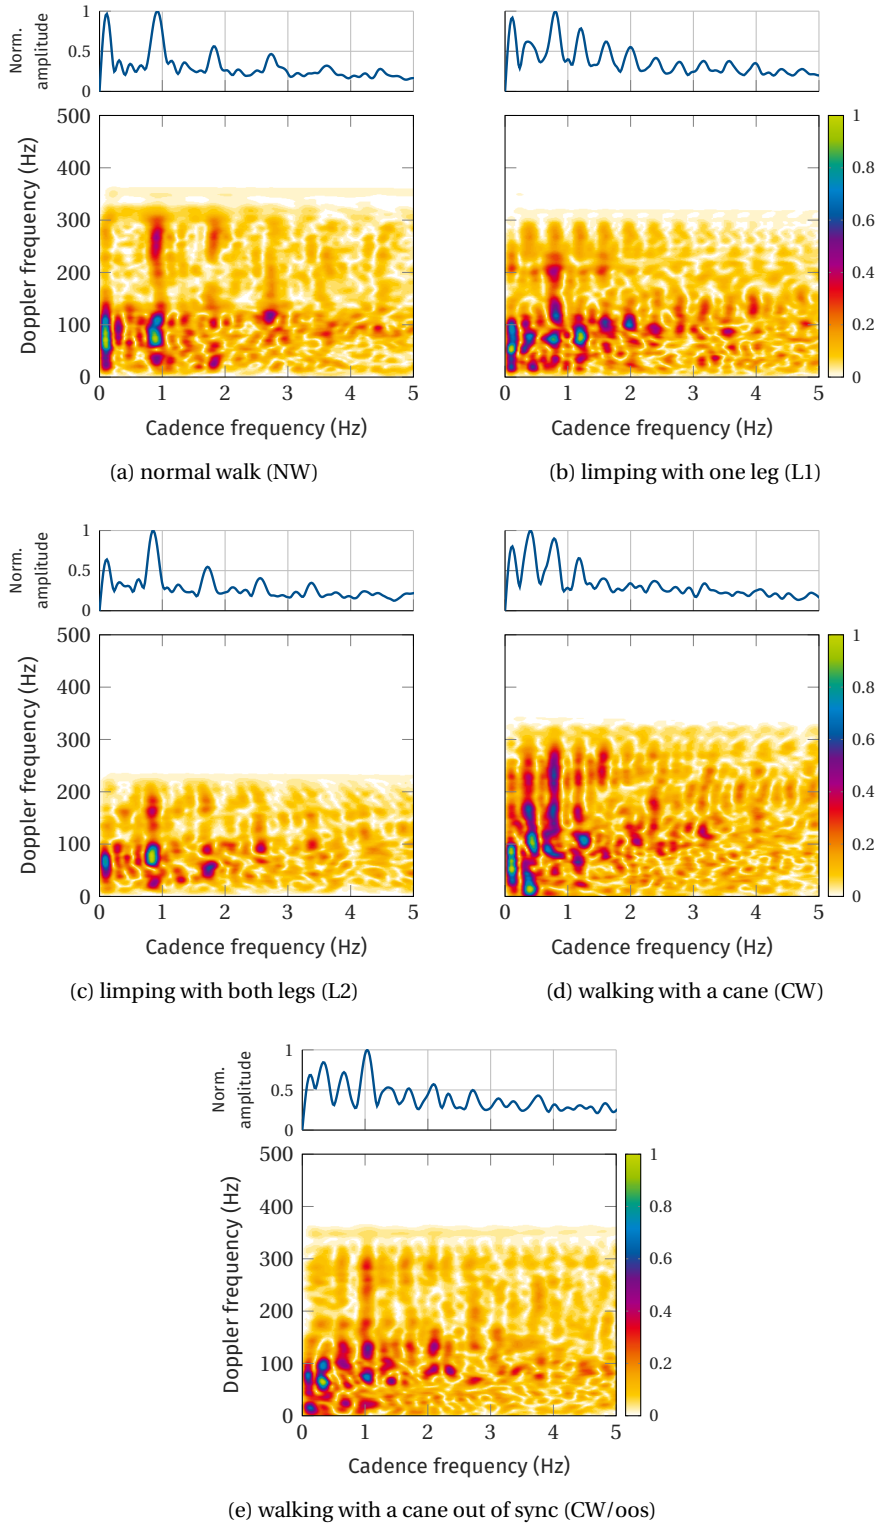 Norm.
amplitude
1
0.5
0
Doppler frequency (Hz)
500
400
300
200
100
0
0 1 2 3 4 5
Cadence frequency (Hz)
(a) normal walk (NW)
1
0.5
0
500
400
300
200
100
0
0 1 2 3 4 5
Cadence frequency (Hz)
1
0.8
0.6
0.4
0.2
0
(b) limping with one leg (L1)
Norm.
amplitude
1
0.5
0
Doppler frequency (Hz)
500
400
300
200
100
0
0 1 2 3 4 5
Cadence frequency (Hz)
(c) limping with both legs (L2)
0 1 2 3 4 5
Cadence frequency (Hz)
1
0.8
0.6
0.4
0.2
0
(d) walking with a cane (CW)
Norm.
amplitude
1
0.5
0
Doppler frequency (Hz)
500
400
300
200
100
0
0 1 2 3 4 5
Cadence frequency (Hz)
1
0.8
0.6
0.4
0.2
0
(e) walking with a cane out of sync (CW/oos)